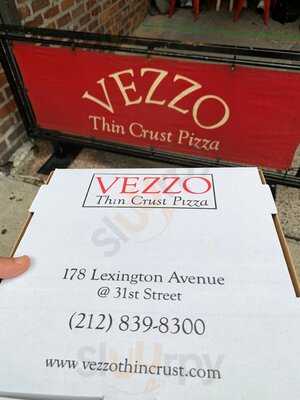 VEZZO
Thin Crust Pizza
VEZZO
Thin Crust Pizza
178 Lexington Avenue
@ 31st Street
(212) 839-8300
www.vezzothincrust.com
sluurrpy